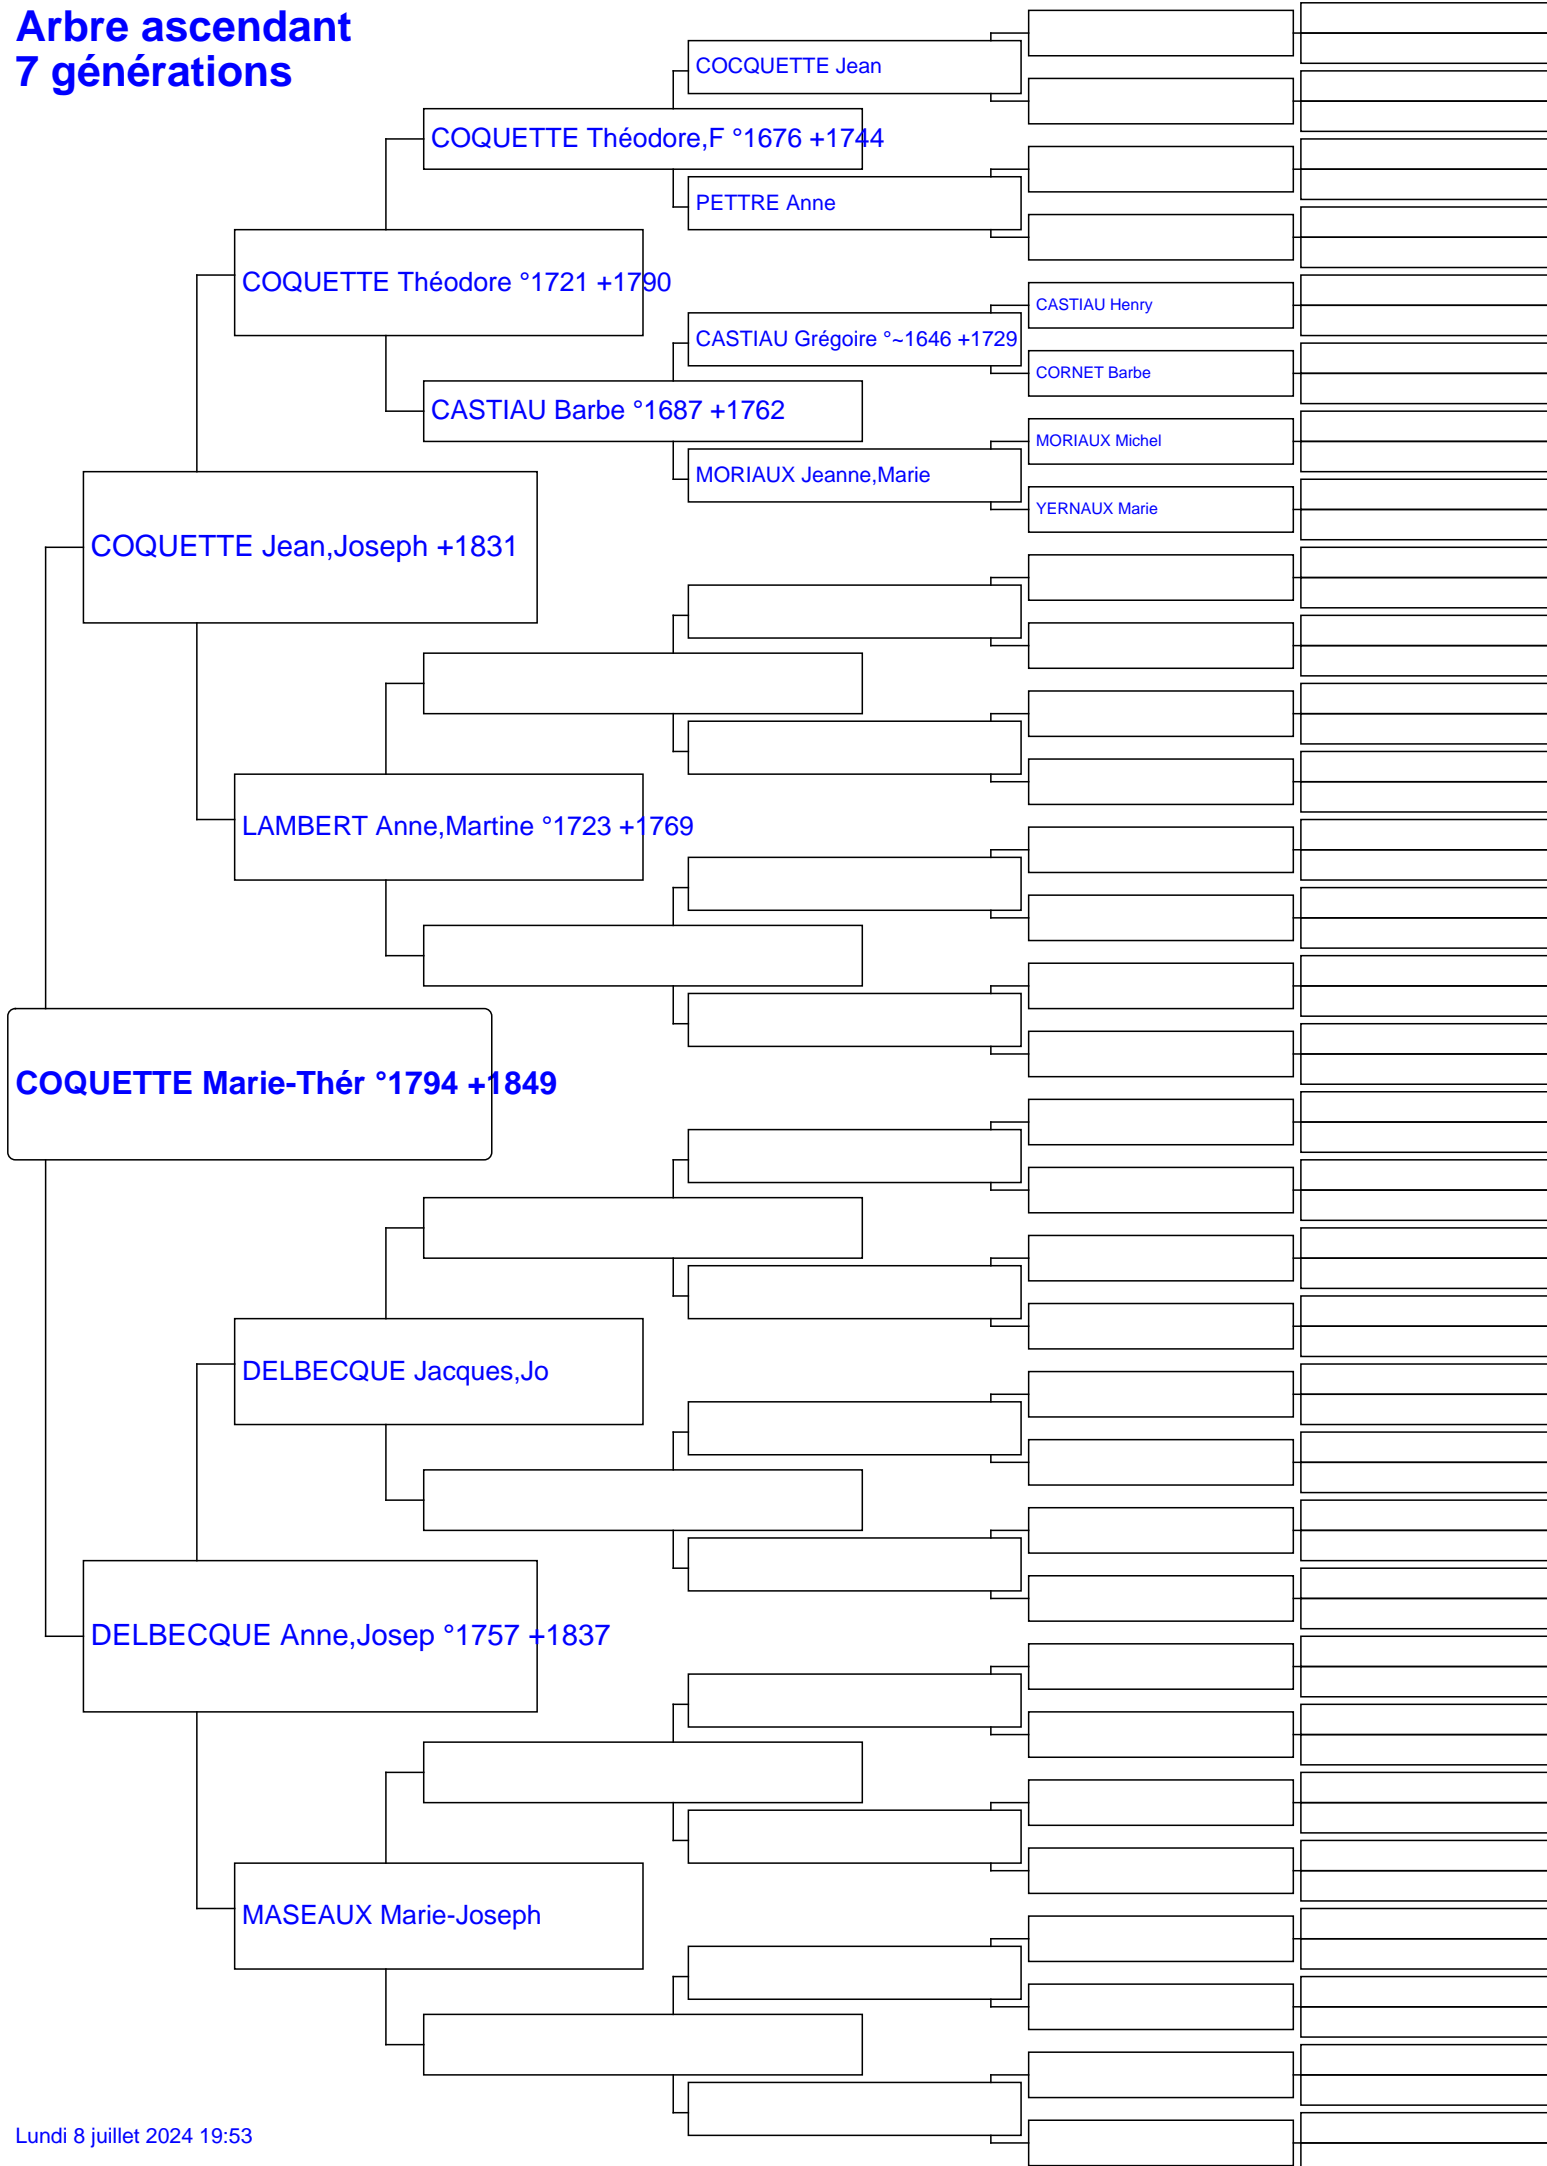 Arbre ascendant
7 générations
COCQUETTE Jean
COQUETTE Théodore,F °1676 +1744
PETTRE Anne
COQUETTE Théodore °1721 +1790
CASTIAU Henry
CASTIAU Grégoire °~1646 +1729
CORNET Barbe
CASTIAU Barbe °1687 +1762
MORIAUX Michel
MORIAUX Jeanne,Marie
YERNAUX Marie
COQUETTE Jean,Joseph +1831
LAMBERT Anne,Martine °1723 +1769
COQUETTE Marie-Thér °1794 +1849
DELBECQUE Jacques,Jo
DELBECQUE Anne,Josep °1757 +1837
MASEAUX Marie-Joseph
Lundi 8 juillet 2024 19:53